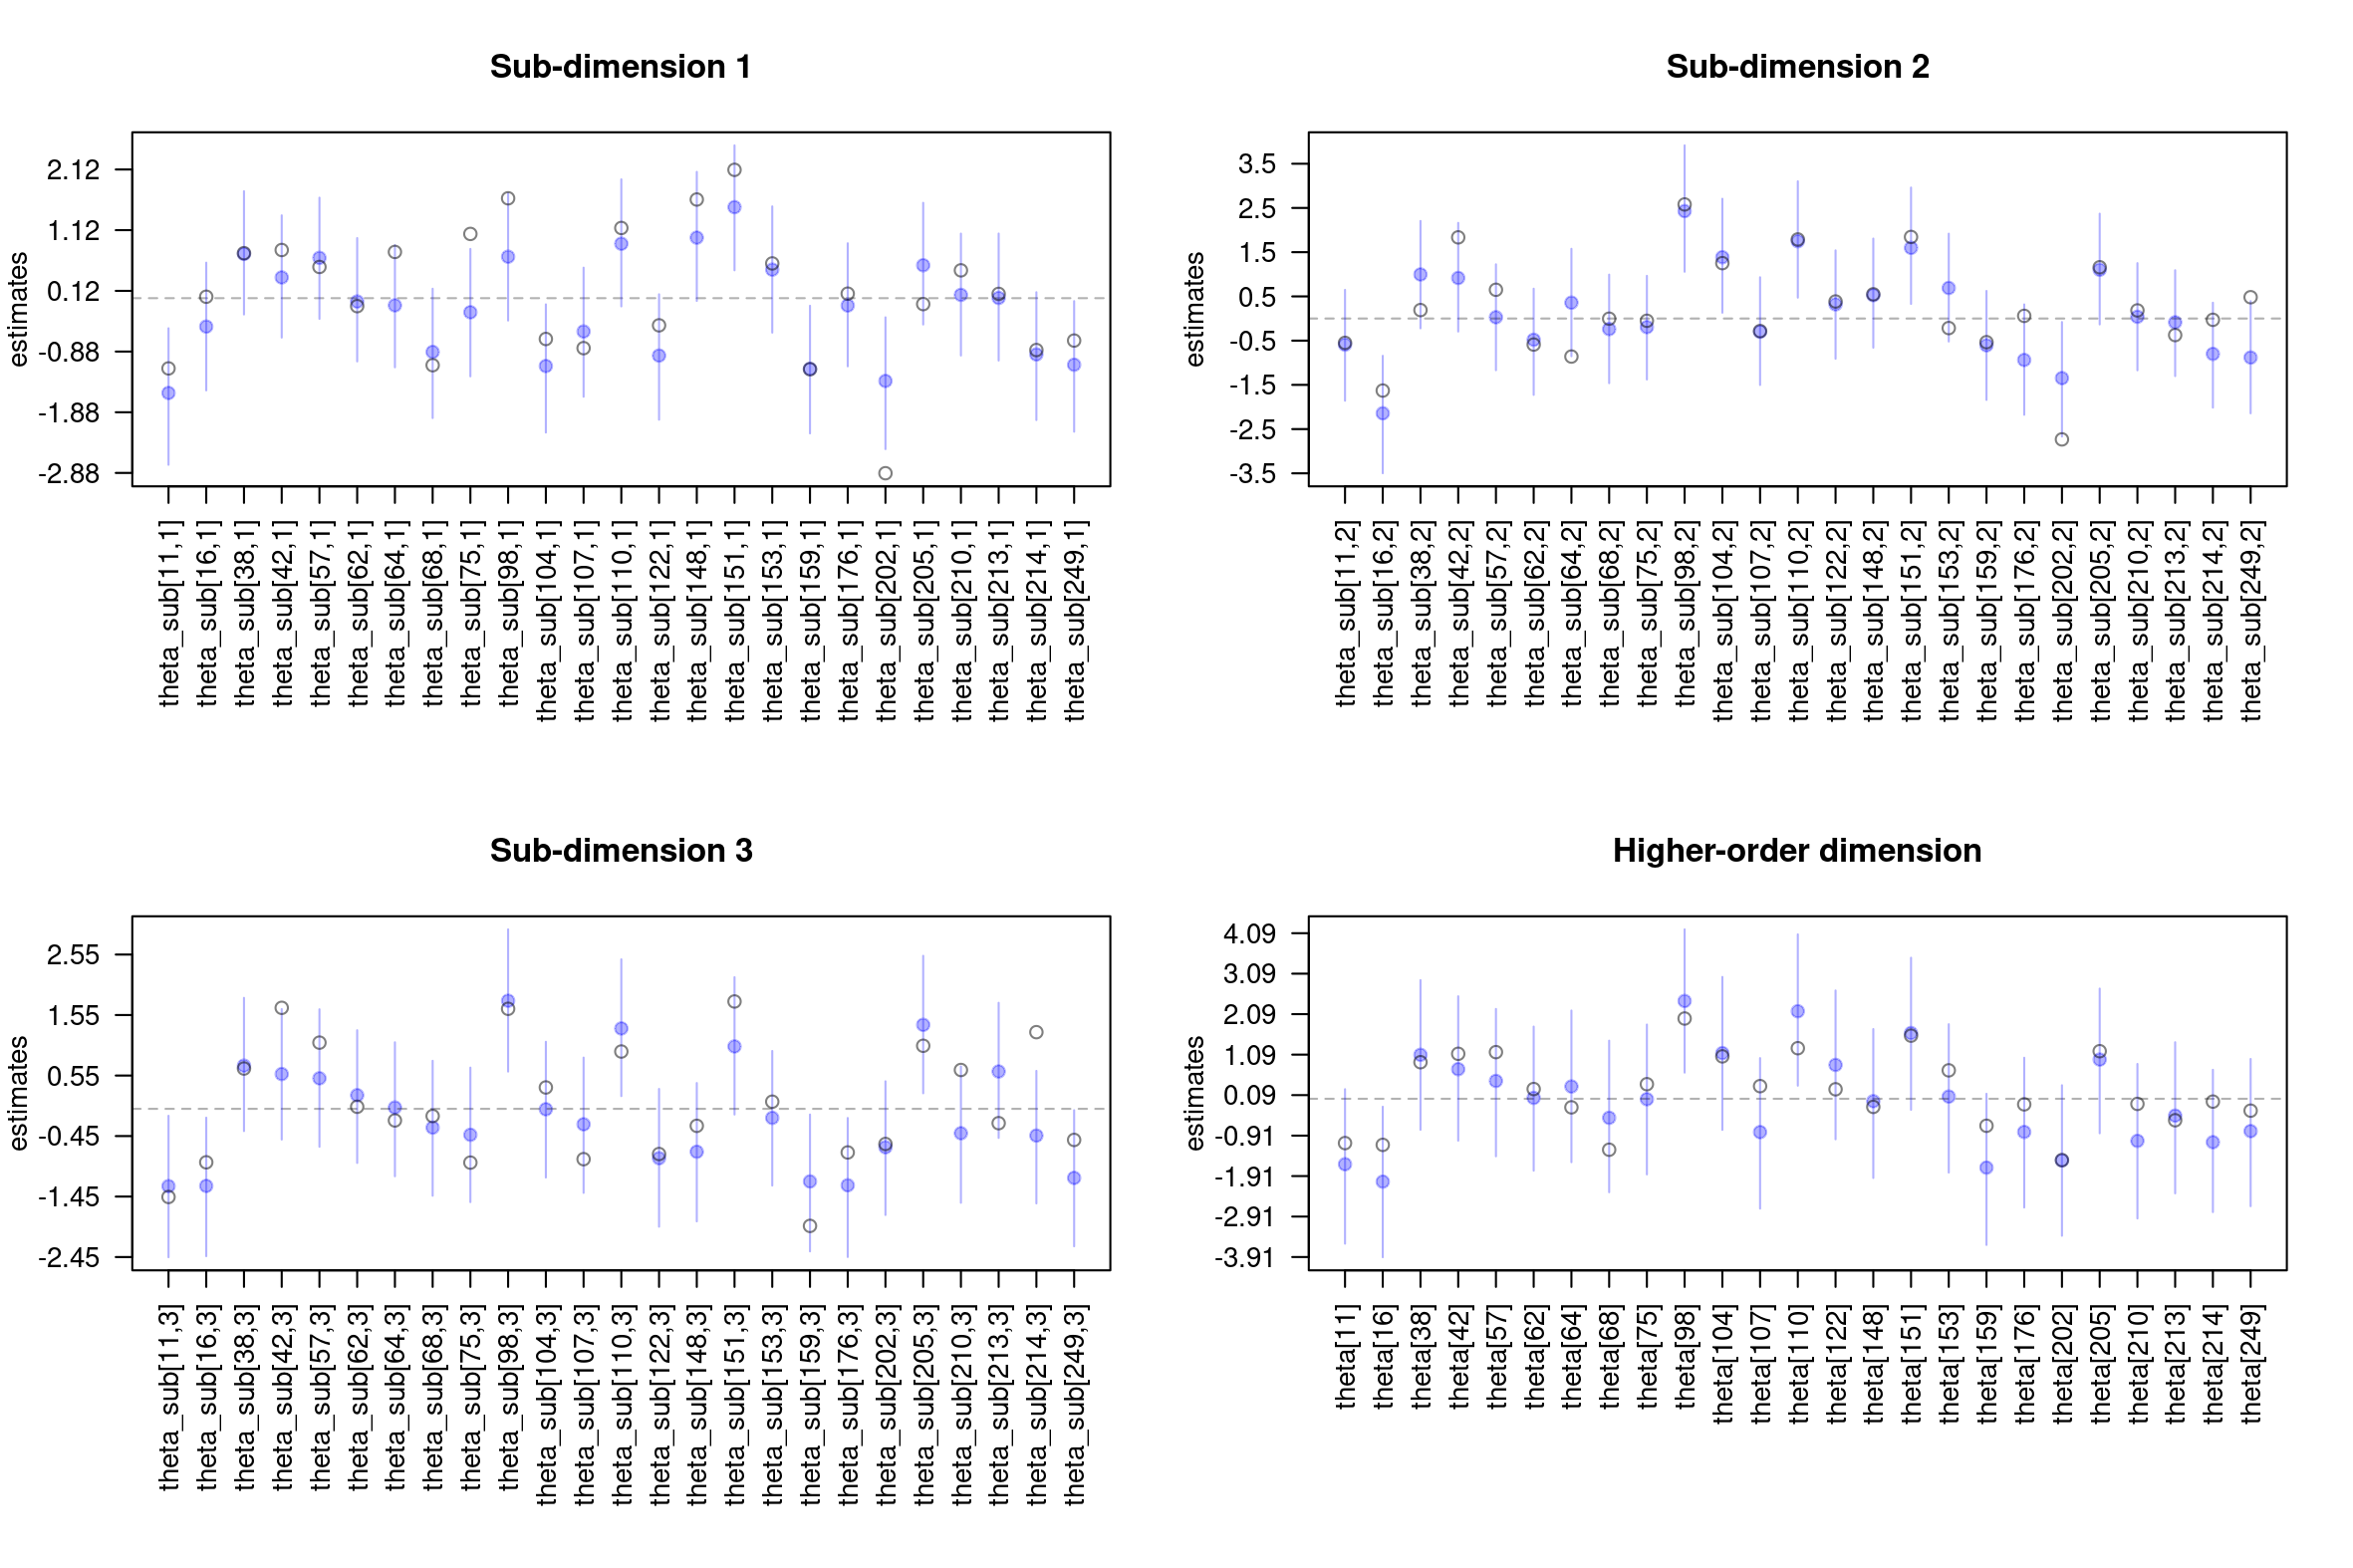 Sub-dimension 1
estimates
2.12
1.12
0.12
-0.88
-1.88
-2.88
theta_sub[11,1]
theta_sub[16,1]
theta_sub[38,1]
theta_sub[42,1]
theta_sub[57,1]
theta_sub[62,1]
theta_sub[64,1]
theta_sub[68,1]
theta_sub[75,1]
theta_sub[98,1]
theta_sub[104,1]
theta_sub[107,1]
theta_sub[110,1]
theta_sub[122,1]
theta_sub[148,1]
theta_sub[151,1]
theta_sub[153,1]
theta_sub[159,1]
theta_sub[176,1]
theta_sub[202,1]
theta_sub[205,1]
theta_sub[210,1]
theta_sub[213,1]
theta_sub[214,1]
theta_sub[249,1]
Sub-dimension 2
estimates
3.5
2.5
1.5
0.5
-0.5
-1.5
-2.5
-3.5
theta_sub[11,2]
theta_sub[16,2]
theta_sub[38,2]
theta_sub[42,2]
theta_sub[57,2]
theta_sub[62,2]
theta_sub[64,2]
theta_sub[68,2]
theta_sub[75,2]
theta_sub[98,2]
theta_sub[104,2]
theta_sub[107,2]
theta_sub[110,2]
theta_sub[122,2]
theta_sub[148,2]
theta_sub[151,2]
theta_sub[153,2]
theta_sub[159,2]
theta_sub[176,2]
theta_sub[202,2]
theta_sub[205,2]
theta_sub[210,2]
theta_sub[213,2]
theta_sub[214,2]
theta_sub[249,2]
Sub-dimension 3
estimates
2.55
1.55
0.55
-0.45
-1.45
-2.45
theta_sub[11,3]
theta_sub[16,3]
theta_sub[38,3]
theta_sub[42,3]
theta_sub[57,3]
theta_sub[62,3]
theta_sub[64,3]
theta_sub[68,3]
theta_sub[75,3]
theta_sub[98,3]
theta_sub[104,3]
theta_sub[107,3]
theta_sub[110,3]
theta_sub[122,3]
theta_sub[148,3]
theta_sub[151,3]
theta_sub[153,3]
theta_sub[159,3]
theta_sub[176,3]
theta_sub[202,3]
theta_sub[205,3]
theta_sub[210,3]
theta_sub[213,3]
theta_sub[214,3]
theta_sub[249,3]
Higher-order dimension
estimates
4.09
3.09
2.09
1.09
0.09
-0.91
-1.91
-2.91
-3.91
theta[11]
theta[16]
theta[38]
theta[42]
theta[57]
theta[62]
theta[64]
theta[68]
theta[75]
theta[98]
theta[104]
theta[107]
theta[110]
theta[122]
theta[148]
theta[151]
theta[153]
theta[159]
theta[176]
theta[202]
theta[205]
theta[210]
theta[213]
theta[214]
theta[249]